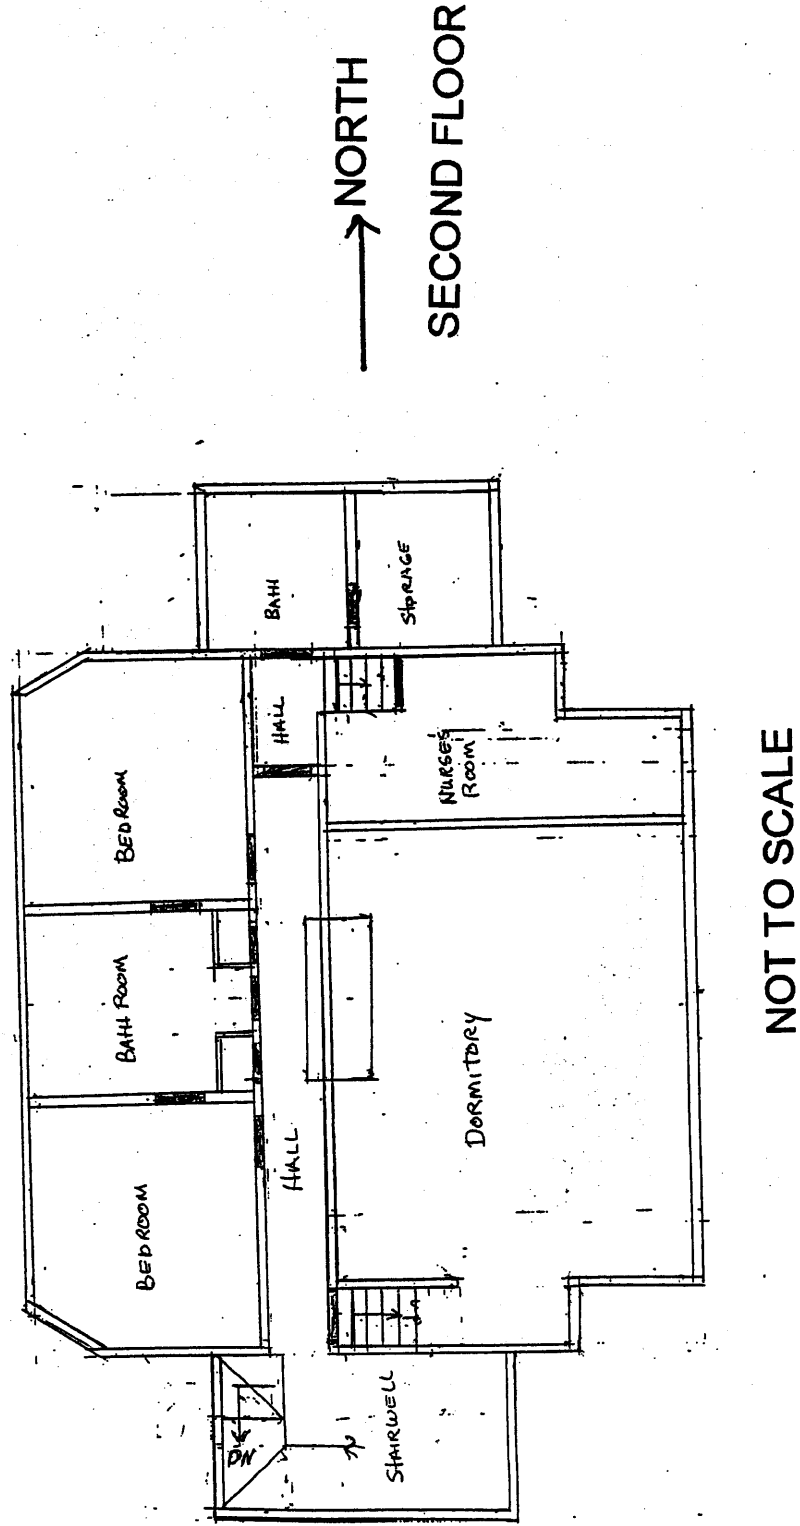 NORTH
SECOND FLOOR
BATH
STORAGE
HALL
NURSES
ROOM
BEDROOM
BATH ROOM
DORMITORY
HALL
BEDROOM
STAIRWELL
DN
NOT TO SCALE